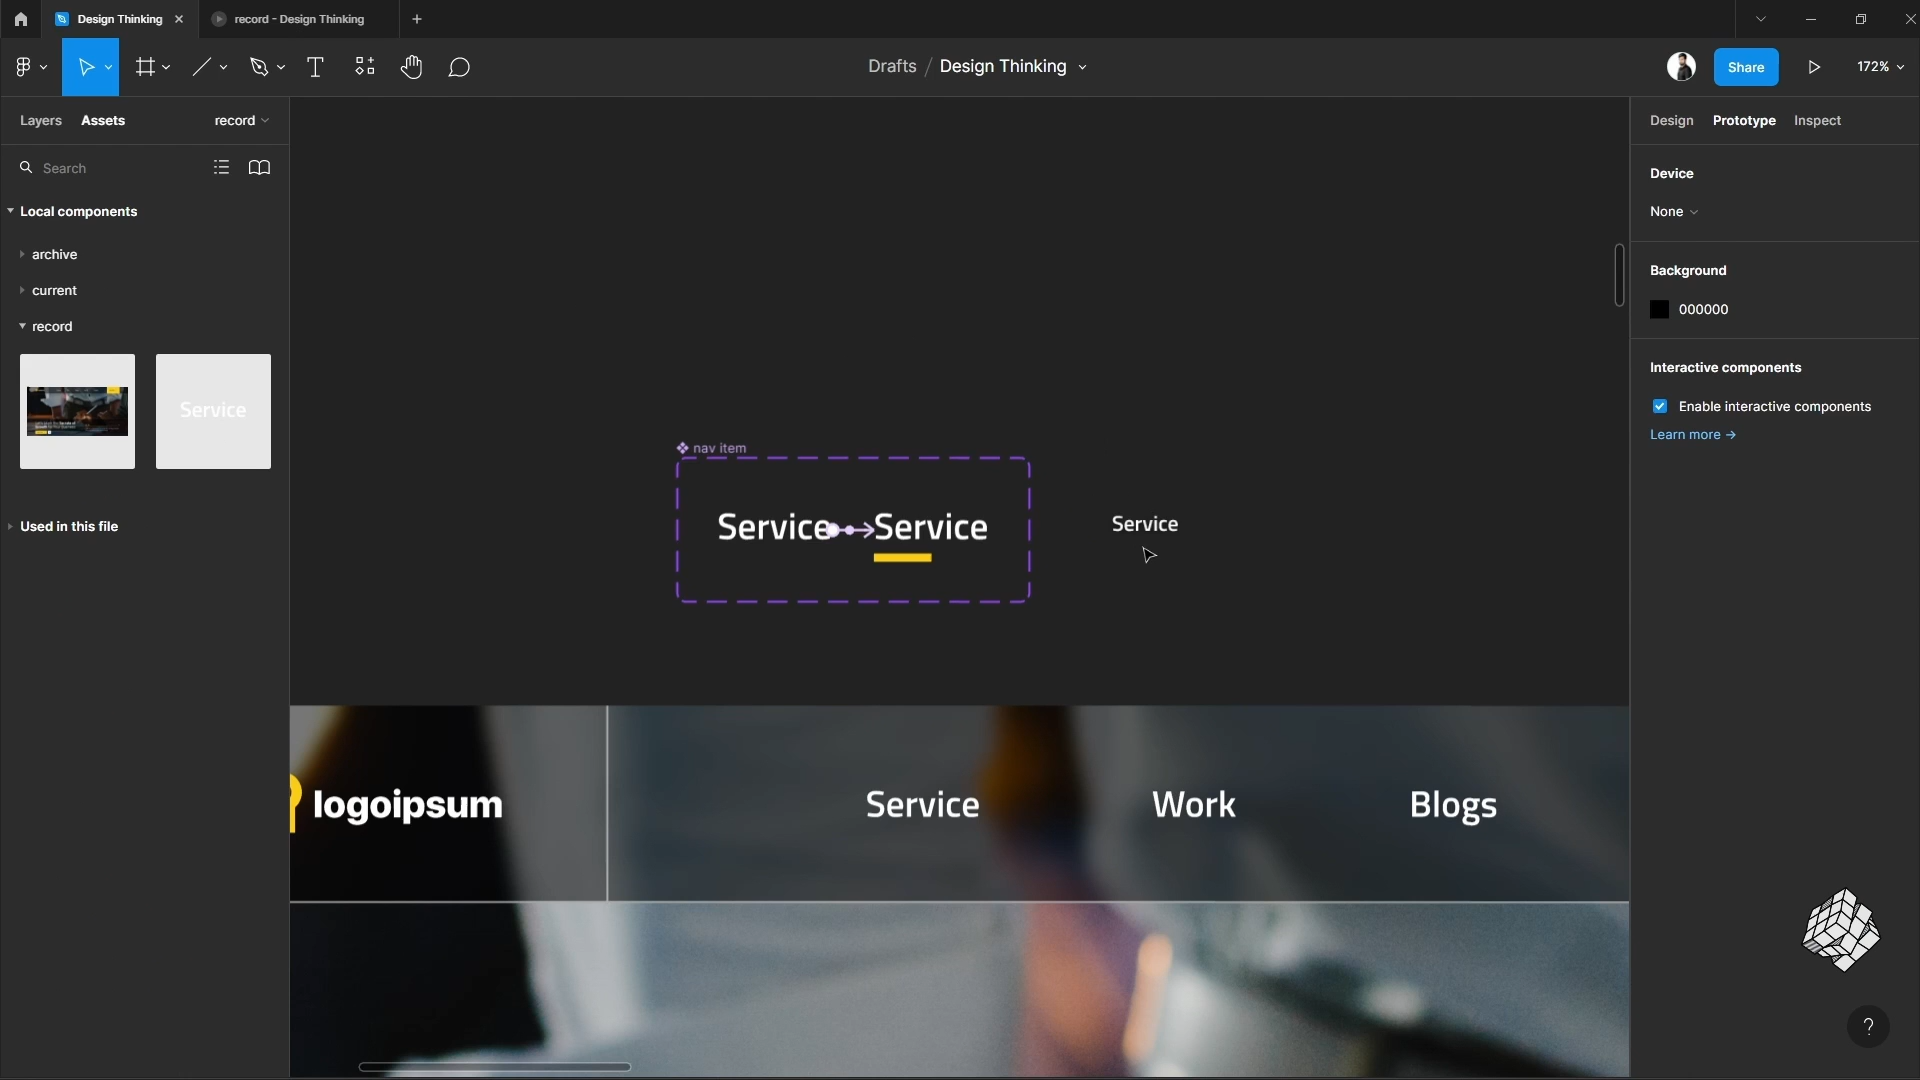 Design Thinking
record - Design Thinking
Drafts / Design Thinking
Share
172%
Layers
Assets
record
Design
Prototype
Inspect
Search
Device
None
Local components
archive
current
record
Service
Background
000000
Interactive components
Enable interactive components
Learn more →
Used in this file
nav item
Service
Service
Service
logoipsum
Service
Work
Blogs
?